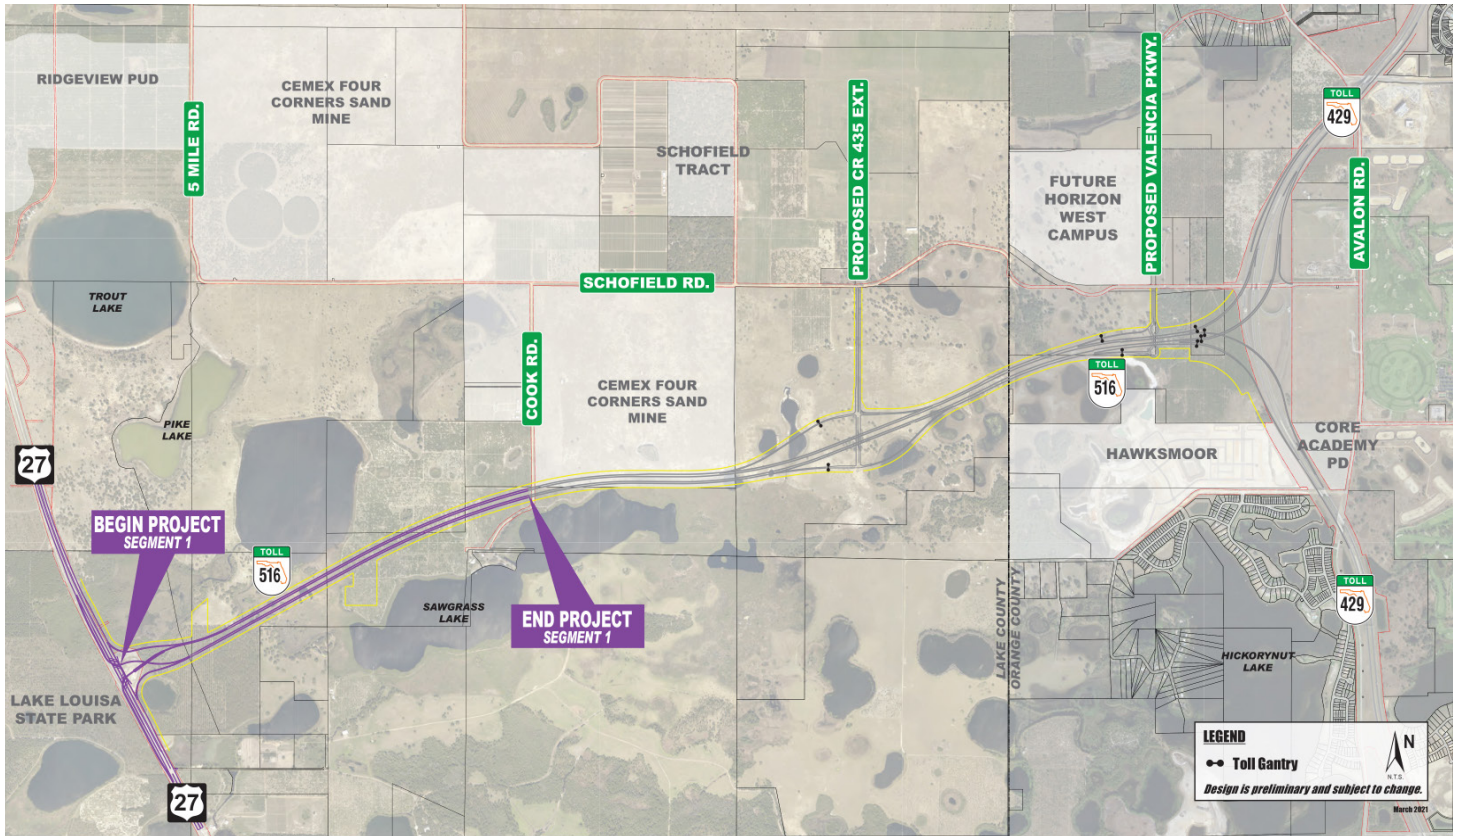 RIDGEVIEW PUD
5 MILE RD.
CEMEX FOUR
CORNERS SAND
MINE
SCHOFIELD
TRACT
PROPOSED CR 435 EXT.
FUTURE
HORIZON
WEST
CAMPUS
PROPOSED VALENCIA PKWY.
TOLL
429
AVALON RD.
TROUT
LAKE
SCHOFIELD RD.
COOK RD.
CEMEX FOUR
CORNERS SAND
MINE
TOLL
516
PIKE
LAKE
27
HAWKSMOOR
CORE
ACADEMY
PD
BEGIN PROJECT
SEGMENT 1
TOLL
516
SAWGRASS
LAKE
END PROJECT
SEGMENT 1
LAKE COUNTY
ORANGE COUNTY
TOLL
429
HICKORYNUT
LAKE
LAKE LOUISA
STATE PARK
27
LEGEND
Toll Gantry
N
N.T.S.
Design is preliminary and subject to change.
March 2021